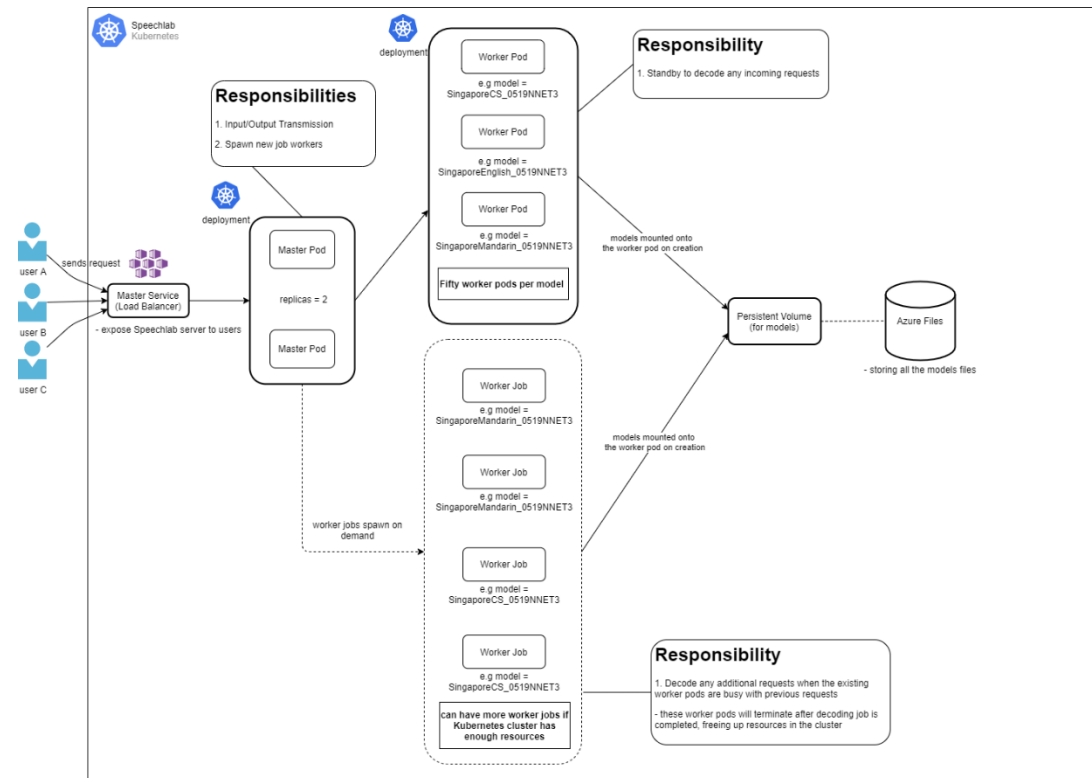 Speechlab
Kubernetes
deployment
Worker Pod
e.g model =
SingaporeCS_0519NNET3
Worker Pod
e.g model =
SingaporeEnglish_0519NNET3
Worker Pod
e.g model =
SingaporeMandarin_0519NNET3
Fifty worker pods per model
Responsibility
1. Standby to decode any incoming requests
Responsibilities
1. Input/Output Transmission
2. Spawn new job workers
deployment
Master Pod
replicas = 2
Master Pod
user A
user B
user C
sends request
Master Service
(Load Balancer)
- expose Speechlab server to users
models mounted onto
the worker pod on creation
Persistent Volume
(for models)
Azure Files
- storing all the models files
models mounted onto
the worker pod on creation
worker jobs spawn on
demand
Worker Job
e.g model =
SingaporeMandarin_0519NNET3
Worker Job
e.g model =
SingaporeMandarin_0519NNET3
Worker Job
e.g model =
SingaporeCS_0519NNET3
Worker Job
e.g model =
SingaporeCS_0519NNET3
can have more worker jobs if
Kubernetes cluster has
enough resources
Responsibility
1. Decode any additional requests when the existing
worker pods are busy with previous requests
- these worker pods will terminate after decoding job is
completed, freeing up resources in the cluster